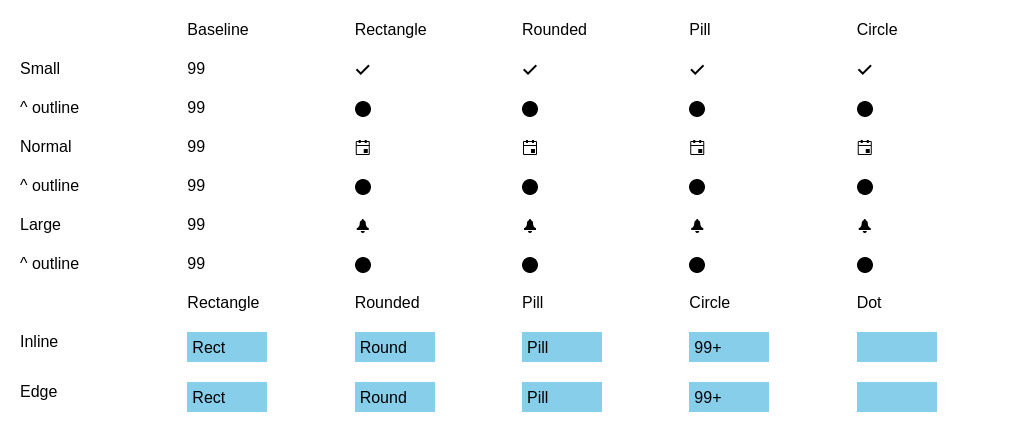 Baseline Rectangle Rounded Pill Circle
Small 99
^ outline 99
Normal 99
^ outline 99
Large 99
^ outline 99
Rectangle Rounded Pill Circle Dot
Inline Rect Round Pill 99+
Edge Rect Round Pill 99+